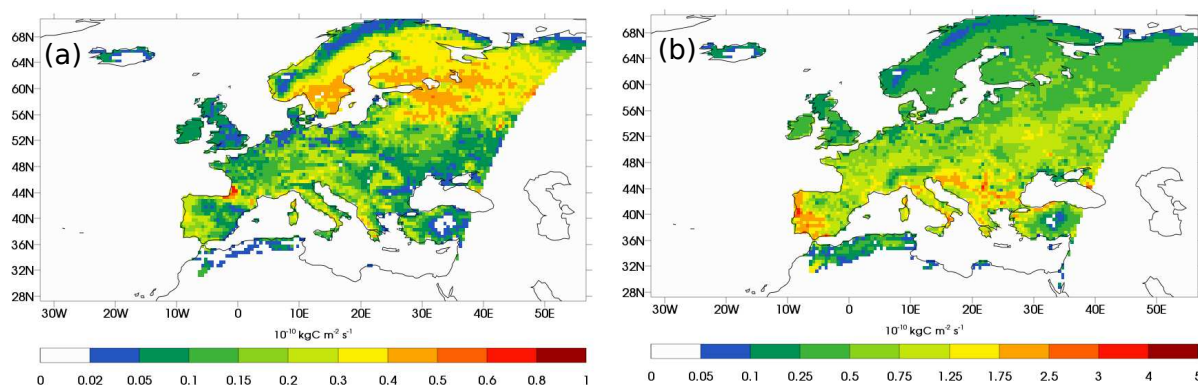 (a)
68N
64N
60N
56N
52N
48N
44N
40N
36N
32N
28N
30W 20W 10W 0 10E 20E 30E 40E 50E
10⁻¹⁰ kgC m⁻² s⁻¹
0 0.02 0.05 0.1 0.15 0.2 0.3 0.4 0.5 0.6 0.8 1
(b)
68N
64N
60N
56N
52N
48N
44N
40N
36N
32N
28N
30W 20W 10W 0 10E 20E 30E 40E 50E
10⁻¹⁰ kgC m⁻² s⁻¹
0 0.05 0.1 0.25 0.5 0.75 1.25 1.75 2.5 3 4 5